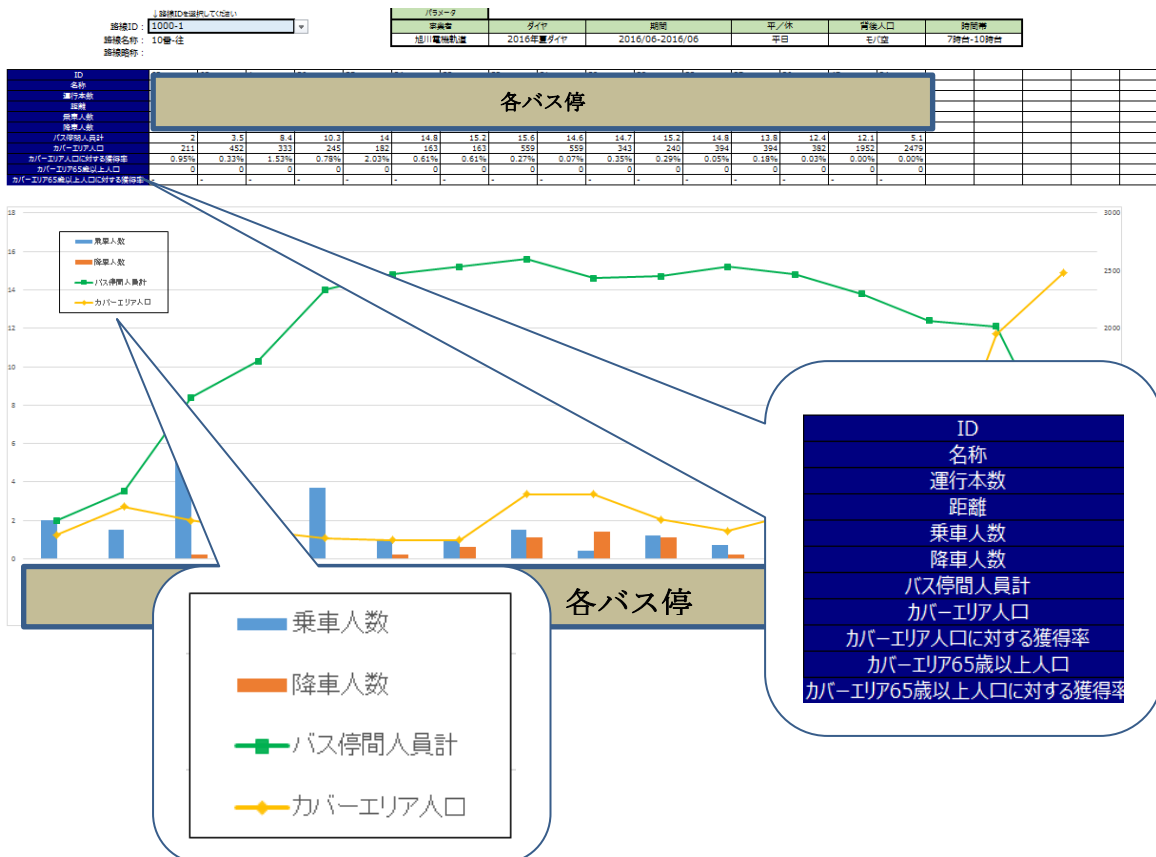 ↓路線IDを選択してください
路線ID： 1000-1
路線名称： 10番-往
路線略称：
パラメータ
事業者 ダイヤ 期間 平／休 背後人口 時間帯
旭川電機軌道 2016年夏ダイヤ 2016/06-2016/06 平日 モバ空 7時台-10時台
ID
名称
運行本数
距離
乗車人数
降車人数
各バス停
バス停間人員計 2 3.5 8.4 10.3 14 14.8 15.2 15.6 14.6 14.7 15.2 14.8 13.8 12.4 12.1 5.1
カバーエリア人口 211 452 333 245 182 163 163 559 559 343 240 394 394 382 1952 2479
カバーエリア人口に対する獲得率 0.95% 0.33% 1.53% 0.78% 2.03% 0.61% 0.61% 0.27% 0.07% 0.35% 0.29% 0.05% 0.18% 0.03% 0.00% 0.00%
カバーエリア65歳以上人口 0 0 0 0 0 0 0 0 0 0 0 0 0 0 0 0
カバーエリア65歳以上人口に対する獲得率 - - - - - - - - - - - - - - -
18 3000
乗車人数
降車人数
バス停間人員計
カバーエリア人口
16
2500
14
12 2000
10
8
6
4
2
0
各バス停
乗車人数
降車人数
バス停間人員計
カバーエリア人口
ID
名称
運行本数
距離
乗車人数
降車人数
バス停間人員計
カバーエリア人口
カバーエリア人口に対する獲得率
カバーエリア65歳以上人口
カバーエリア65歳以上人口に対する獲得率